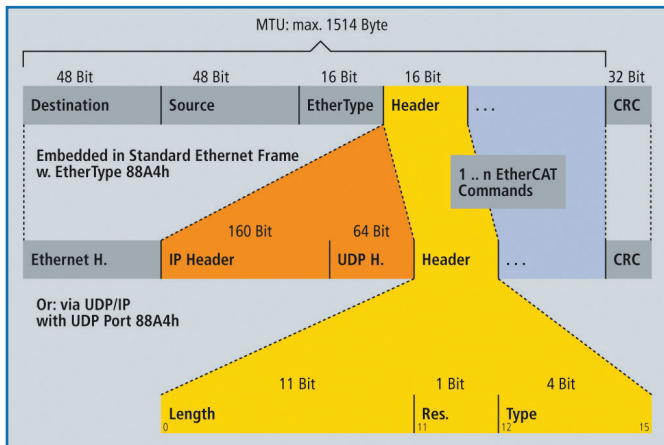 MTU: max. 1514 Byte
48 Bit 48 Bit 16 Bit 16 Bit 32 Bit
Destination Source EtherType Header ... CRC
Embedded in Standard Ethernet Frame
w. EtherType 88A4h
1 .. n EtherCAT
Commands
160 Bit 64 Bit
Ethernet H. IP Header UDP H. Header ... CRC
Or: via UDP/IP
with UDP Port 88A4h
11 Bit 1 Bit 4 Bit
Length Res. Type
0 11 12 15